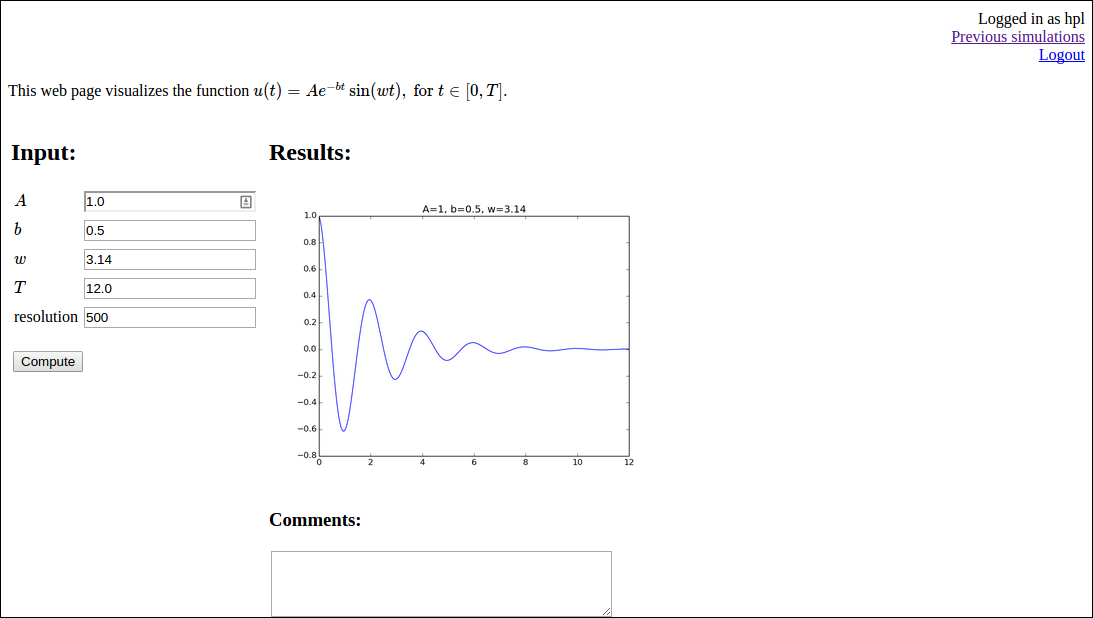 Logged in as hpl
Previous simulations
Logout
This web page visualizes the function u(t) = Ae^{-bt} sin(wt), for t ∈ [0, T].
Input:
A 1.0
b 0.5
w 3.14
T 12.0
resolution 500
Compute
Results:
A=1, b=0.5, w=3.14
1.0
0.8
0.6
0.4
0.2
0.0
−0.2
−0.4
−0.6
−0.8
0 2 4 6 8 10 12
Comments: